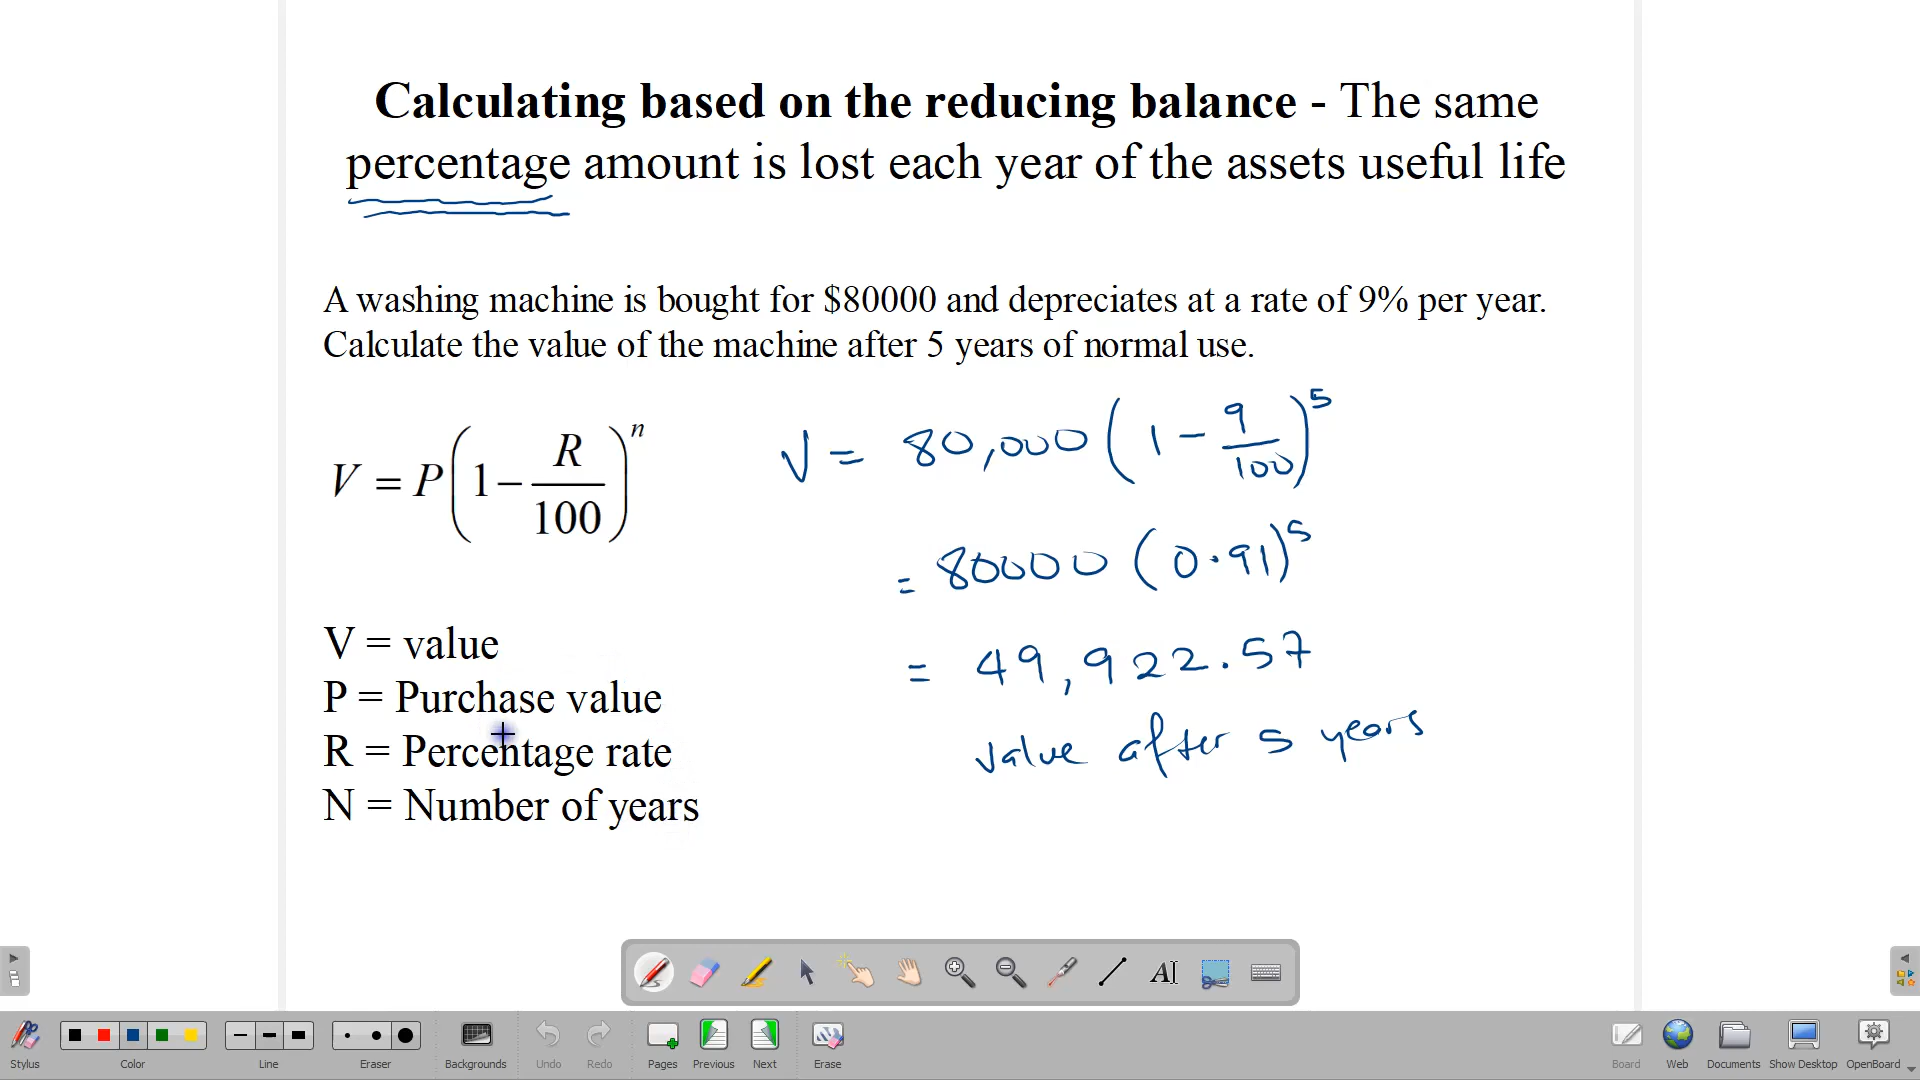 Calculating based on the reducing balance - The same
percentage amount is lost each year of the assets useful life
A washing machine is bought for $80000 and depreciates at a rate of 9% per year.
Calculate the value of the machine after 5 years of normal use.
V = P(1 - R/100)^n
V = 80,000 (1 - 9/100)^5
= 80000 (0.91)^5
= 49,922.57
value after 5 years
V = value
P = Purchase value
R = Percentage rate
N = Number of years
AI
Stylus
Color
Line
Eraser
Backgrounds
Undo
Redo
Pages
Previous
Next
Erase
Board
Web
Documents
Show Desktop
OpenBoard